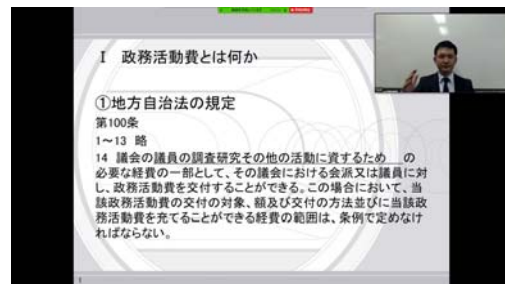 Ⅰ　政務活動費とは何か
①地方自治法の規定
第100条
1～13 略
14 議会の議員の調査研究その他の活動に資するため　の
必要な経費の一部として、その議会における会派又は議員に対
し、政務活動費を交付することができる。この場合において、当
該政務活動費の交付の対象、額及び交付の方法並びに当該政
務活動費を充てることができる経費の範囲は、条例で定めなけ
ればならない。
1